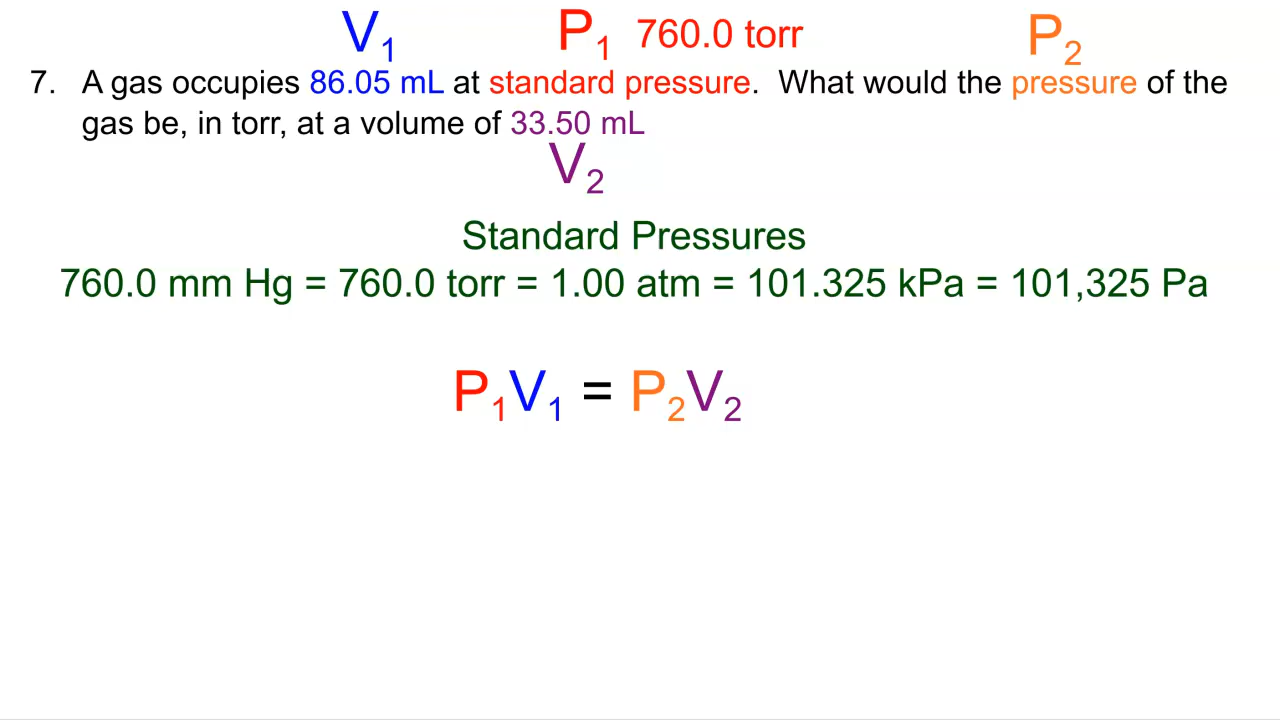 V₁ P₁ 760.0 torr P₂
7. A gas occupies 86.05 mL at standard pressure. What would the pressure of the
gas be, in torr, at a volume of 33.50 mL
V₂
Standard Pressures
760.0 mm Hg = 760.0 torr = 1.00 atm = 101.325 kPa = 101,325 Pa
P₁V₁ = P₂V₂